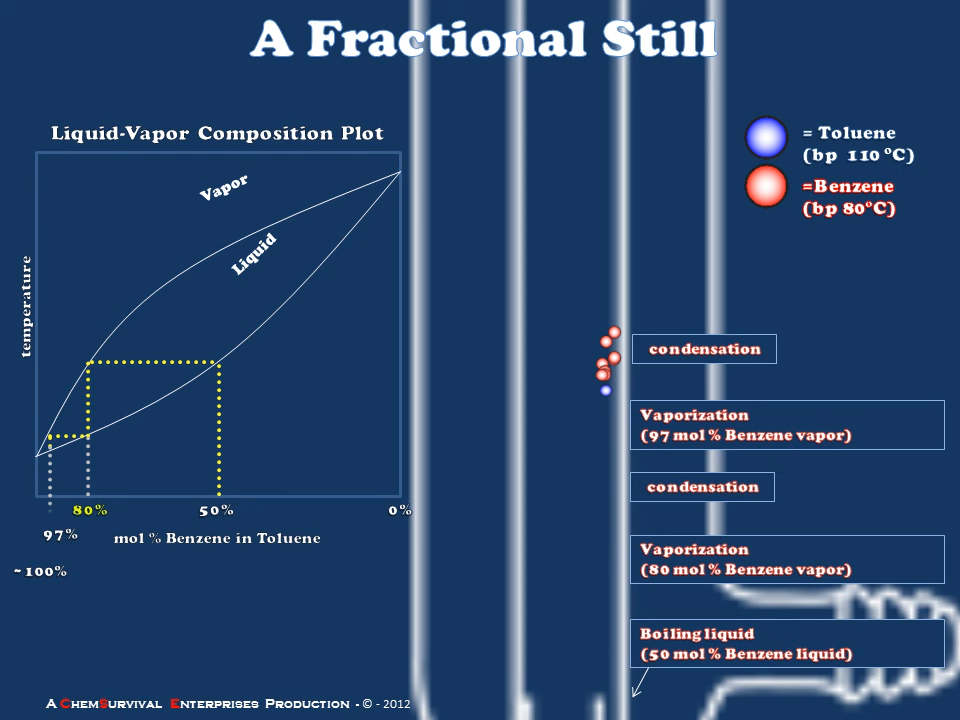 A Fractional Still
Liquid-Vapor Composition Plot
Vapor
Liquid
temperature
80%
50%
0%
97%
mol % Benzene in Toluene
~100%
= Toluene
(bp 110 °C)
=Benzene
(bp 80°C)
condensation
Vaporization
(97 mol % Benzene vapor)
condensation
Vaporization
(80 mol % Benzene vapor)
Boiling liquid
(50 mol % Benzene liquid)
A ChemSurvival Enterprises Production - © - 2012